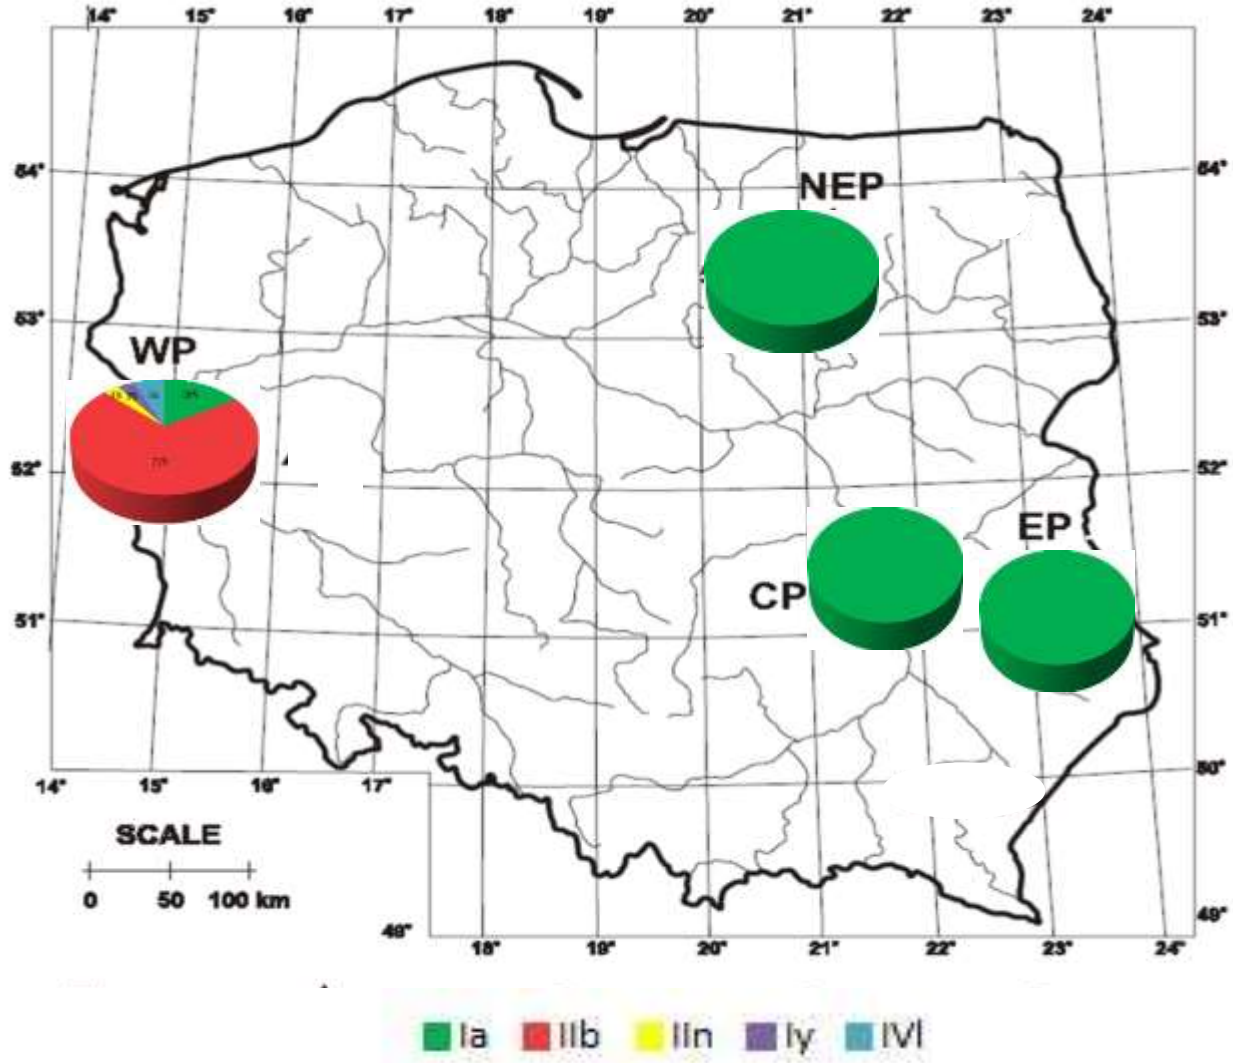 14° 15° 16° 17° 18° 19° 20° 21° 22° 23° 24°
54° 54°
NEP
53° 53°
WP
52° 52°
EP
CP
51° 51°
50°
14° 15° 16° 17°
SCALE
0 50 100 km
49° 49°
18° 19° 20° 21° 22° 23° 24°
Ia IIb IIn Iy IVl